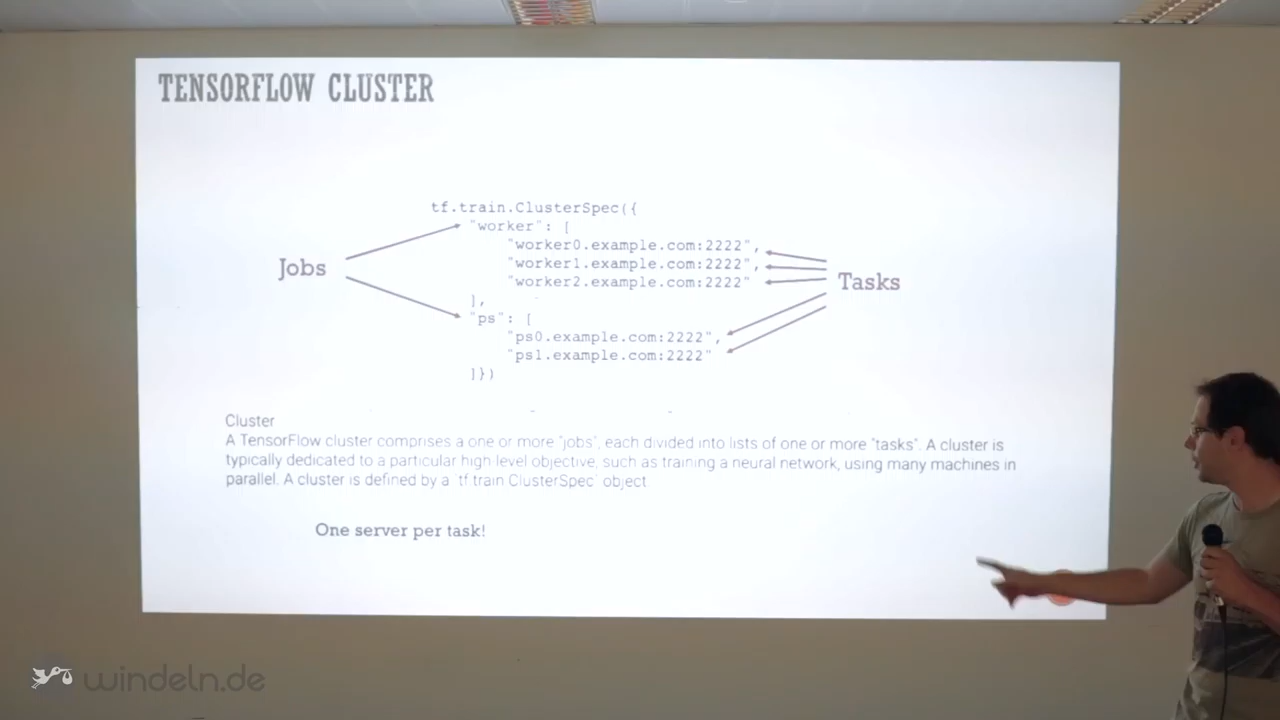 TENSORFLOW CLUSTER
tf.train.ClusterSpec({
"worker": [
"worker0.example.com:2222",
"worker1.example.com:2222",
"worker2.example.com:2222"
],
"ps": [
"ps0.example.com:2222",
"ps1.example.com:2222"
]})
Jobs
Tasks
Cluster
A TensorFlow cluster comprises a one or more "jobs", each divided into lists of one or more "tasks". A cluster is
typically dedicated to a particular high level objective, such as training a neural network, using many machines in
parallel. A cluster is defined by a `tf.train.ClusterSpec` object
One server per task!
windeln.de